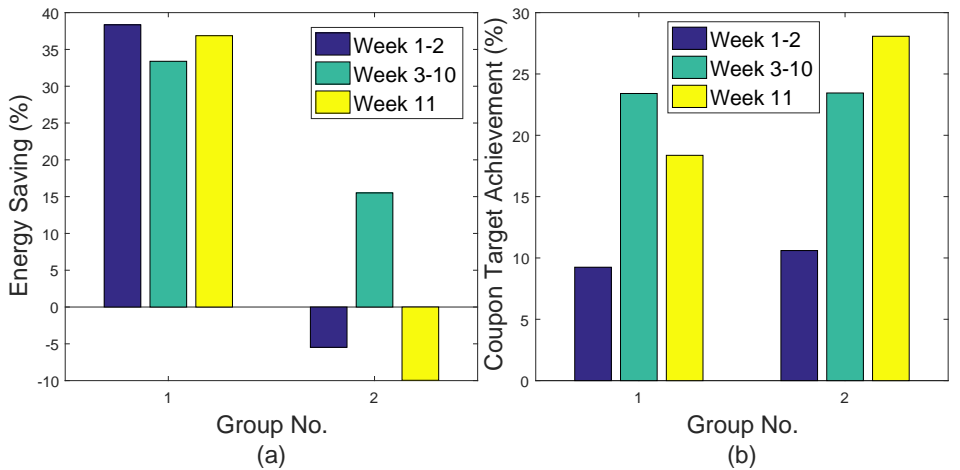 40
35
30
25
20
15
10
5
0
-5
-10
Energy Saving (%)
Week 1-2
Week 3-10
Week 11
1
2
Group No.
(a)
30
25
20
15
10
5
0
Coupon Target Achievement (%)
Week 1-2
Week 3-10
Week 11
1
2
Group No.
(b)